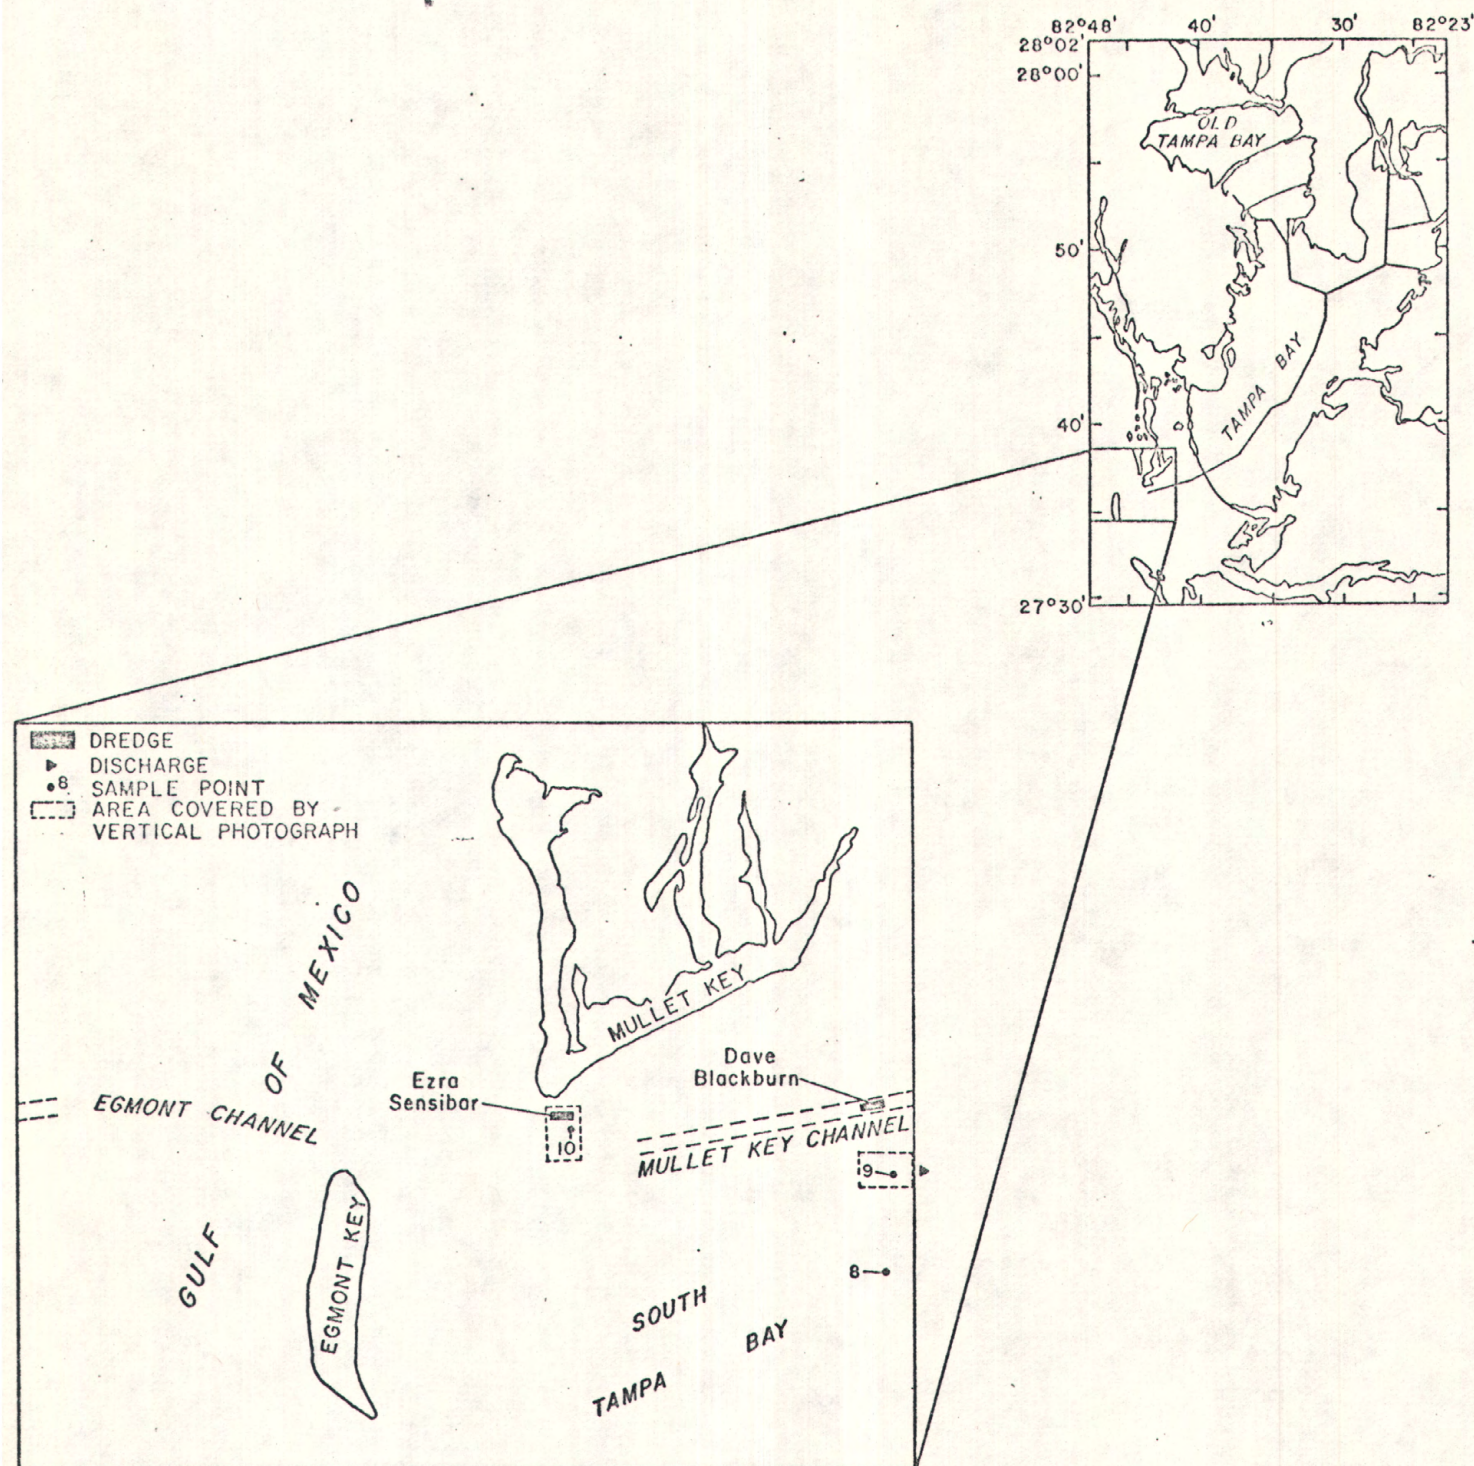 82°48'
40'
30'
82°23'
28°02'
28°00'
OLD
TAMPA BAY
50'
TAMPA BAY
40'
27°30'
DREDGE
DISCHARGE
8 SAMPLE POINT
AREA COVERED BY
VERTICAL PHOTOGRAPH
GULF OF MEXICO
MULLET KEY
Dave
Blackburn
Ezra
Sensibar
EGMONT CHANNEL
10
MULLET KEY CHANNEL
9
EGMONT KEY
8
SOUTH
BAY
TAMPA